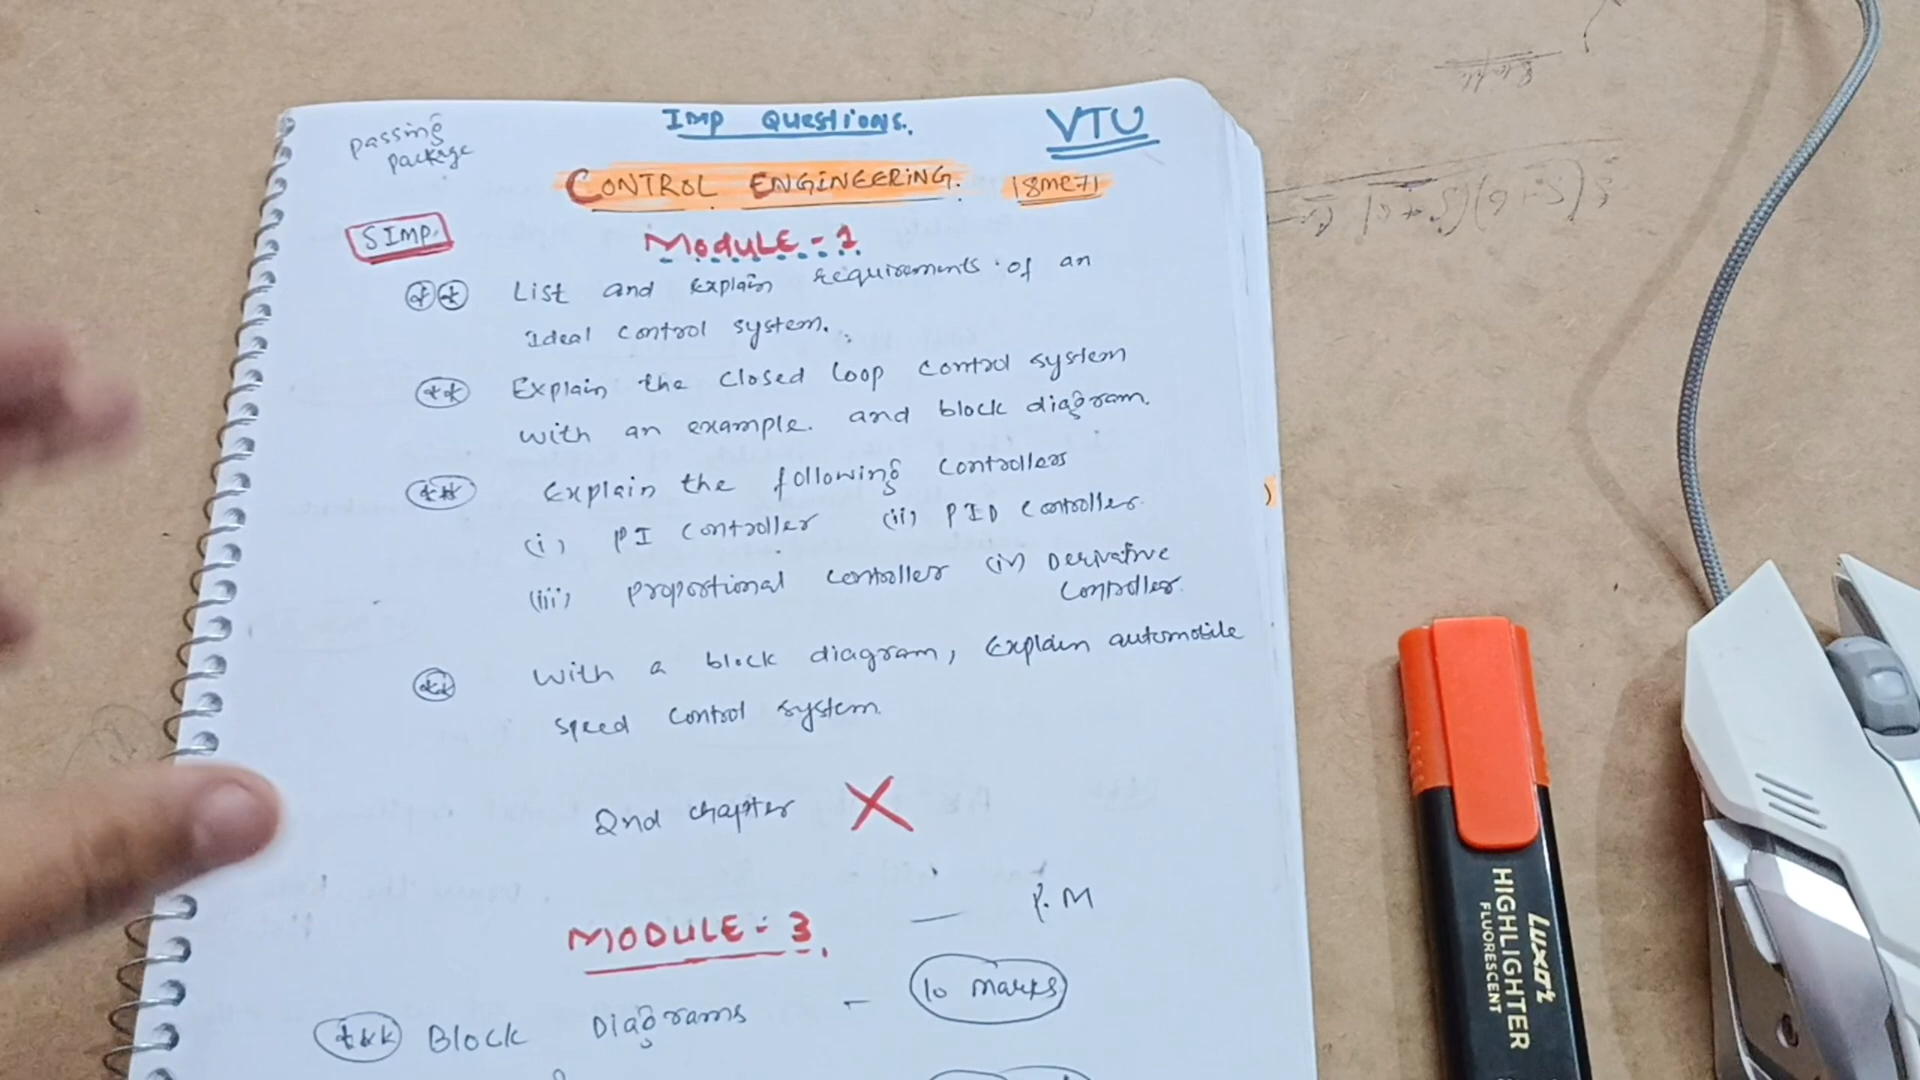 passing
package
Imp Questions.
VTU
CONTROL ENGINEERING. 18ME71
SIMP.
MODULE-1
** List and explain requirements of an
Ideal control system.
** Explain the closed loop control system
with an example. and block diagram.
*** Explain the following controllers
(i) PI controller (ii) PID controller.
(iii) proportional controller (iv) Derivative
controller.
** With a block diagram, explain automobile
speed control system.
2nd chapter X
MODULE-3. — P.M
*** Block Diagrams - 10 marks
LUXOR
HIGHLIGHTER
FLUORESCENT